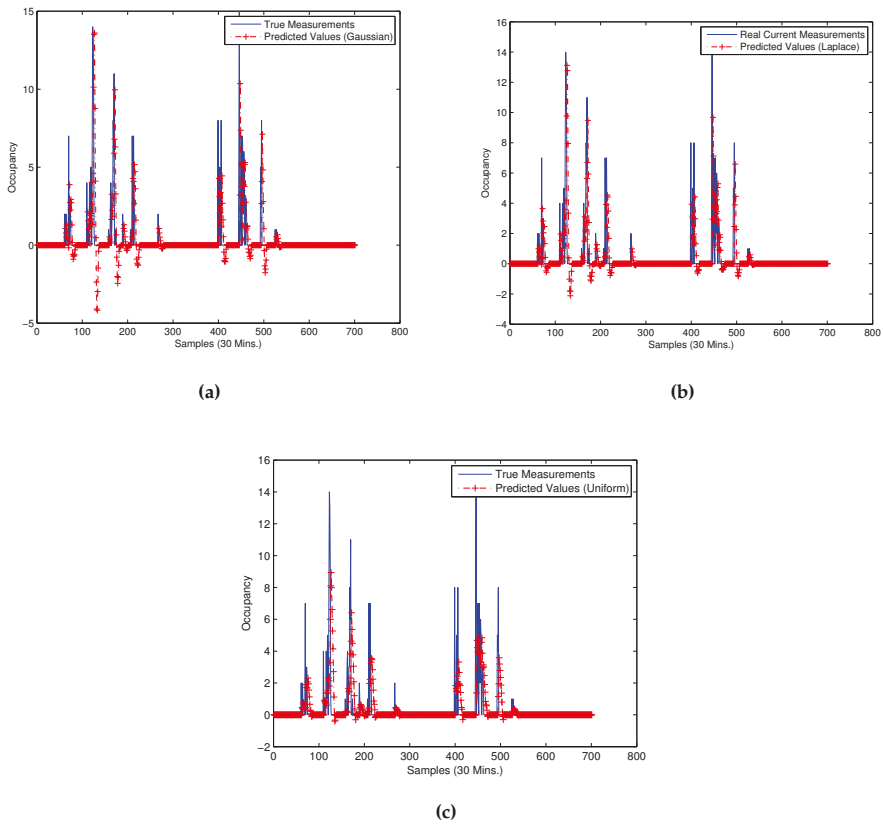 True Measurements
Predicted Values (Gaussian)
15
10
5
0
−5
Occupancy
0 100 200 300 400 500 600 700 800
Samples (30 Mins.)
(a)
Real Current Measurements
Predicted Values (Laplace)
16
14
12
10
8
6
4
2
0
−2
−4
Occupancy
0 100 200 300 400 500 600 700 800
Samples (30 Mins.)
(b)
True Measurements
Predicted Values (Uniform)
16
14
12
10
8
6
4
2
0
−2
Occupancy
0 100 200 300 400 500 600 700 800
Samples (30 Mins.)
(c)